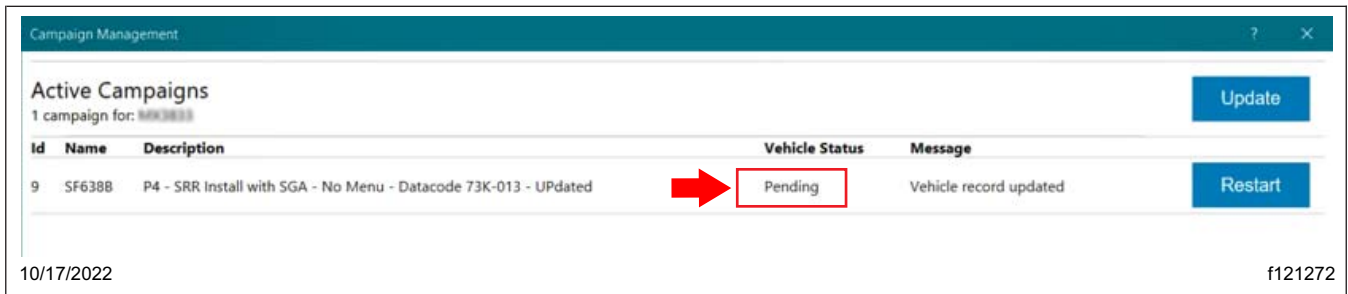 Campaign Management ? ×
Active Campaigns
Update
1 campaign for:
Id Name Description Vehicle Status Message
9 SF638B P4 - SRR Install with SGA - No Menu - Datacode 73K-013 - UPdated Pending Vehicle record updated Restart
10/17/2022 f121272